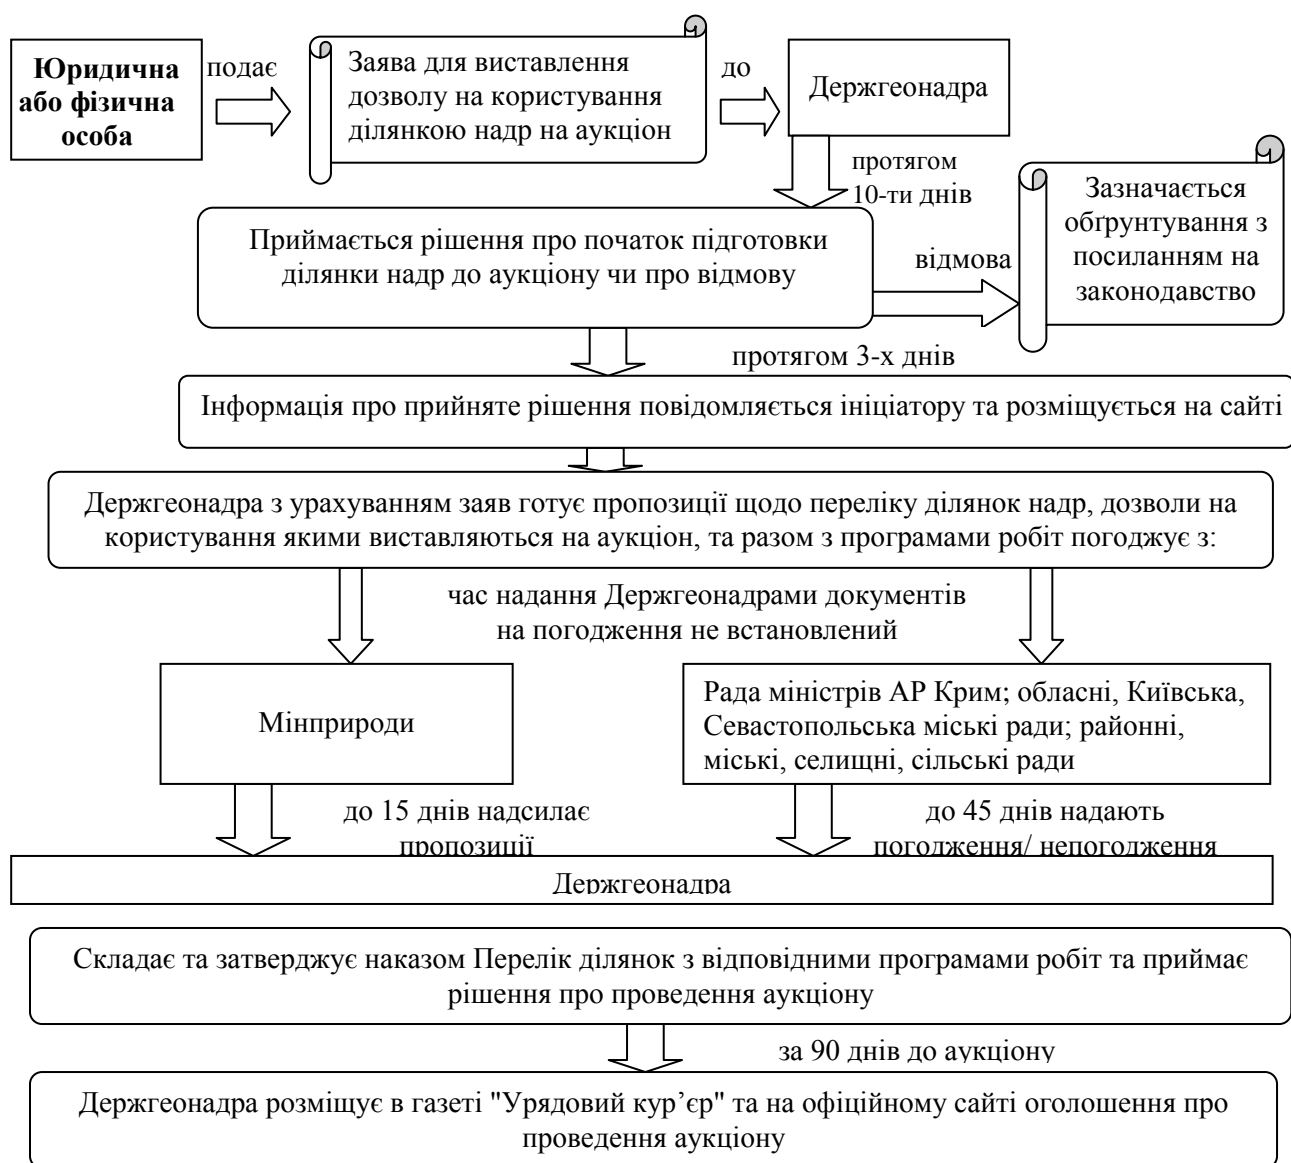 Юридична
або фізична
особа
подає
Заява для виставлення
дозволу на користування
ділянкою надр на аукціон
до
Держгеонадра
протягом
10-ти днів
Приймається рішення про початок підготовки
ділянки надр до аукціону чи про відмову
відмова
Зазначається
обґрунтування з
посиланням на
законодавство
протягом 3-х днів
Інформація про прийняте рішення повідомляється ініціатору та розміщується на сайті
Держгеонадра з урахуванням заяв готує пропозиції щодо переліку ділянок надр, дозволи на
користування якими виставляються на аукціон, та разом з програмами робіт погоджує з:
час надання Держгеонадрами документів
на погодження не встановлений
Мінприроди
Рада міністрів АР Крим; обласні, Київська,
Севастопольська міські ради; районні,
міські, селищні, сільські ради
до 15 днів надсилає
пропозиції
до 45 днів надають
погодження/ непогодження
Держгеонадра
Складає та затверджує наказом Перелік ділянок з відповідними програмами робіт та приймає
рішення про проведення аукціону
за 90 днів до аукціону
Держгеонадра розміщує в газеті "Урядовий кур’єр" та на офіційному сайті оголошення про
проведення аукціону